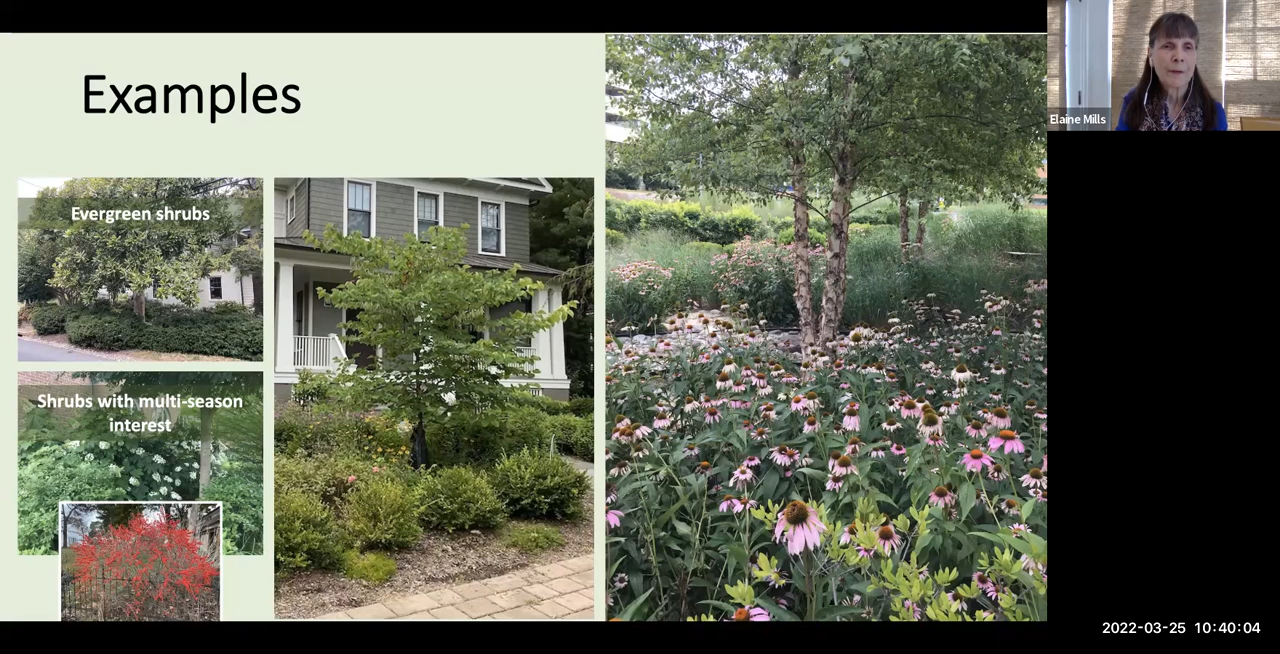 Examples
Evergreen shrubs
Shrubs with multi-season
interest
Elaine Mills
2022-03-25 10:40:04